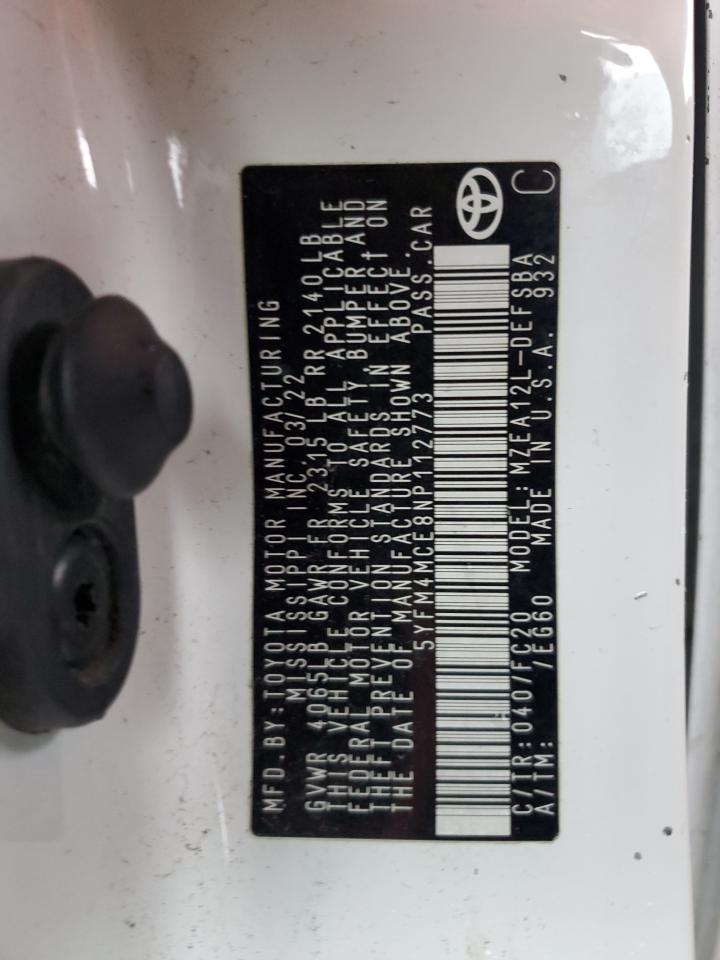 MFD.BY:TOYOTA MOTOR MANUFACTURING
MISSISSIPPI INC. 03/22
GVWR 4065LB GAWR FR 2315 LB RR 2140LB
THIS VEHICLE CONFORMS TO ALL APPLICABLE
FEDERAL MOTOR VEHICLE SAFETY, BUMPER AND
THEFT PREVENTION STANDARDS IN EFFECT ON
THE DATE OF MANUFACTURE SHOWN ABOVE.
5YFM4MCE8NP112773 PASS.CAR
C/TR:040/FC20 MODEL:MZEA12L-DEFSBA
A/TM: /EG60 MADE IN U.S.A. 932 C